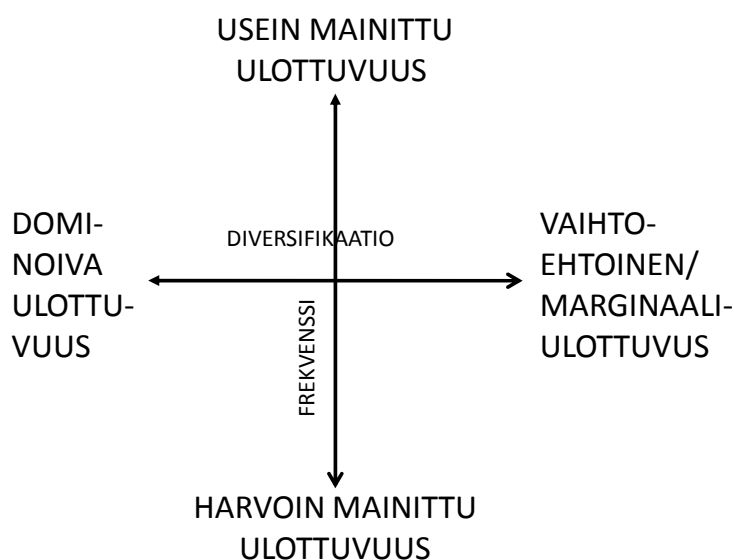 USEIN MAINITTU
ULOTTUVUUS
DOMI-
NOIVA
ULOTTU-
VUUS
DIVERSIFIKAATIO
VAIHTO-
EHTOINEN/
MARGINAALI-
ULOTTUVUS
FREKVENSSI
HARVOIN MAINITTU
ULOTTUVUUS